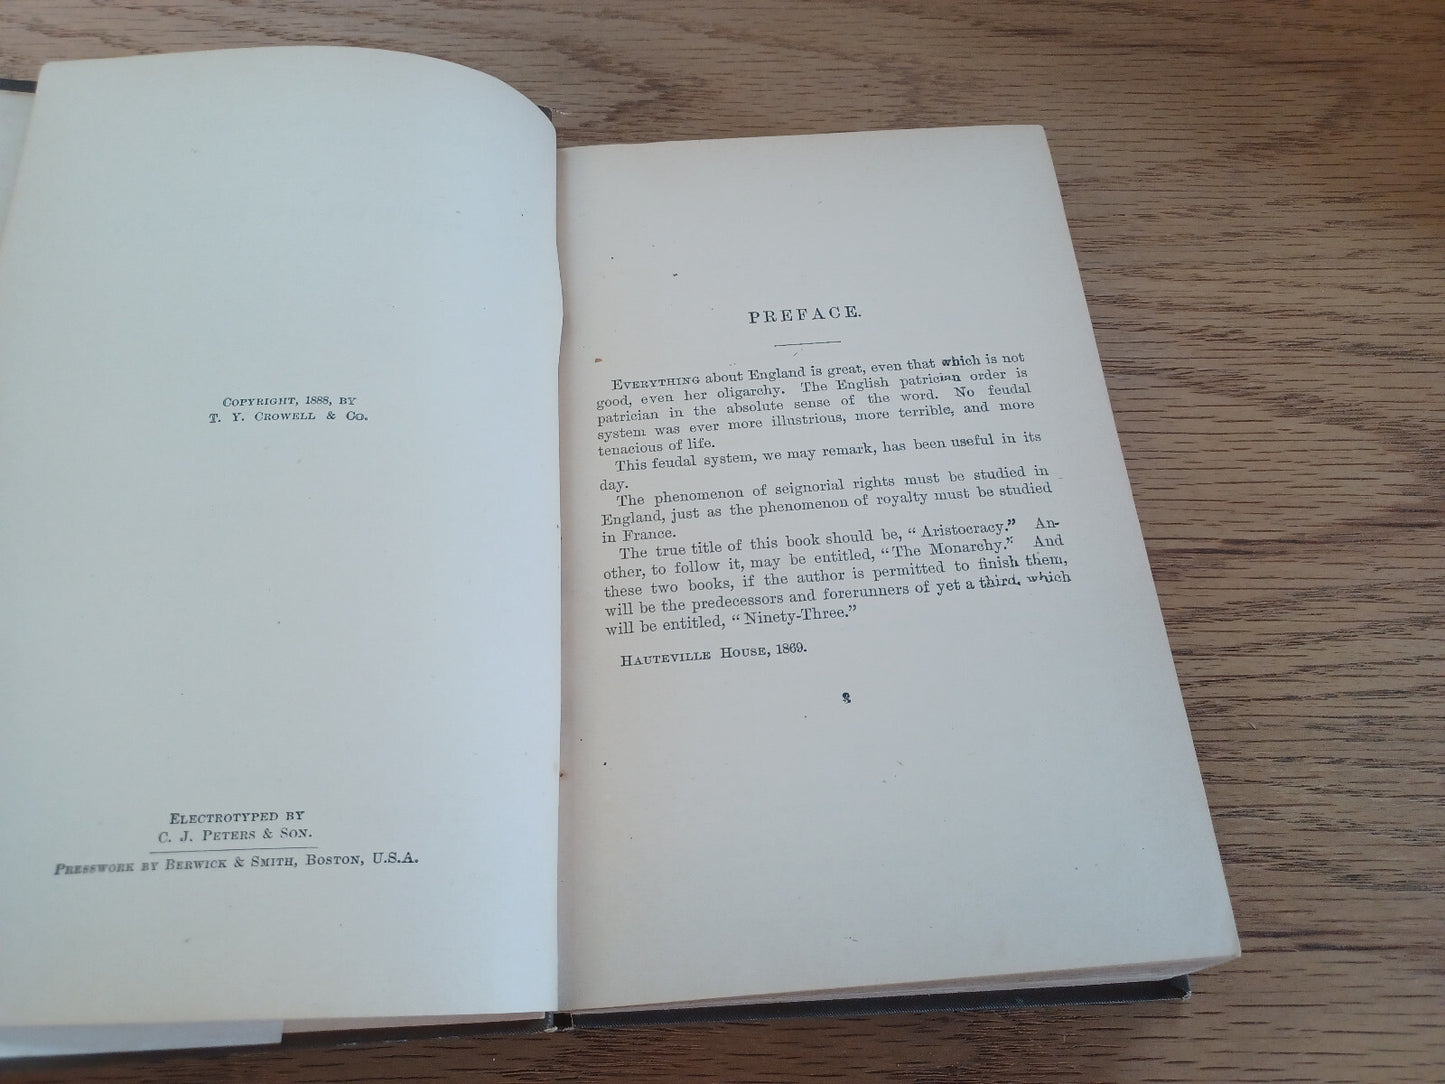 COPYRIGHT, 1888, BY
T. Y. CROWELL & CO.
ELECTROTYPED BY
C. J. PETERS & SON.
PRESSWORK BY BERWICK & SMITH, BOSTON, U.S.A.
PREFACE.
EVERYTHING about England is great, even that which is not
good, even her oligarchy. The English patrician order is
patrician in the absolute sense of the word. No feudal
system was ever more illustrious, more terrible, and more
tenacious of life.
This feudal system, we may remark, has been useful in its
day.
The phenomenon of seignorial rights must be studied in
England, just as the phenomenon of royalty must be studied
in France.
The true title of this book should be, “Aristocracy.” An-
other, to follow it, may be entitled, “The Monarchy.” And
these two books, if the author is permitted to finish them,
will be the predecessors and forerunners of yet a third, which
will be entitled, “Ninety-Three.”
HAUTEVILLE HOUSE, 1869.
3